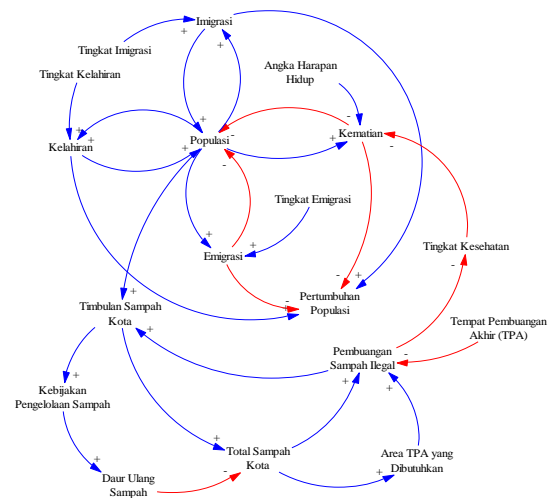 Imigrasi
Tingkat Imigrasi
Tingkat Kelahiran
Angka Harapan
Hidup
Kelahiran
Populasi
Kematian
Tingkat Emigrasi
Emigrasi
Tingkat Kesehatan
Pertumbuhan
Populasi
Timbulan Sampah
Kota
Tempat Pembuangan
Akhir (TPA)
Pembuangan
Sampah Ilegal
Kebijakan
Pengelolaan Sampah
Total Sampah
Kota
Area TPA yang
Dibutuhkan
Daur Ulang
Sampah